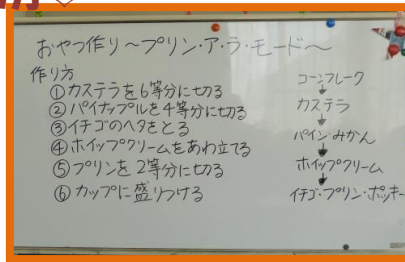 おやつ作り～プリン・ア・ラ・モード～
作り方
①カステラを6等分に切る
②パイナップルを4等分に切る
③イチゴのヘタをとる
④ホイップクリームをあわ立てる
⑤プリンを2等分に切る
⑥カップに盛りつける
コーンフレーク
↓
カステラ
↓
パイン・みかん
↓
ホイップクリーム
↓
イチゴ・プリン・ポッキー